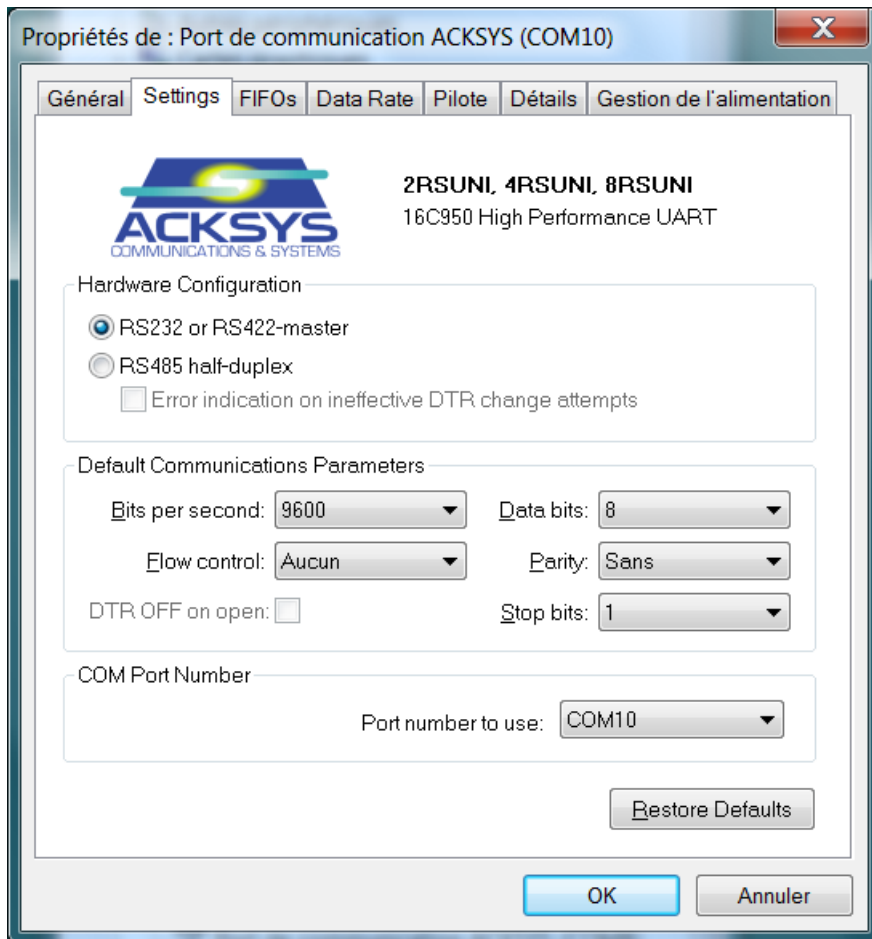 Propriétés de : Port de communication ACKSYS (COM10)
Général Settings FIFOs Data Rate Pilote Détails Gestion de l'alimentation
ACKSYS
COMMUNICATIONS & SYSTEMS
2RSUNI, 4RSUNI, 8RSUNI
16C950 High Performance UART
Hardware Configuration
RS232 or RS422-master
RS485 half-duplex
Error indication on ineffective DTR change attempts
Default Communications Parameters
Bits per second: 9600 Data bits: 8
Flow control: Aucun Parity: Sans
DTR OFF on open: Stop bits: 1
COM Port Number
Port number to use: COM10
Restore Defaults
OK Annuler